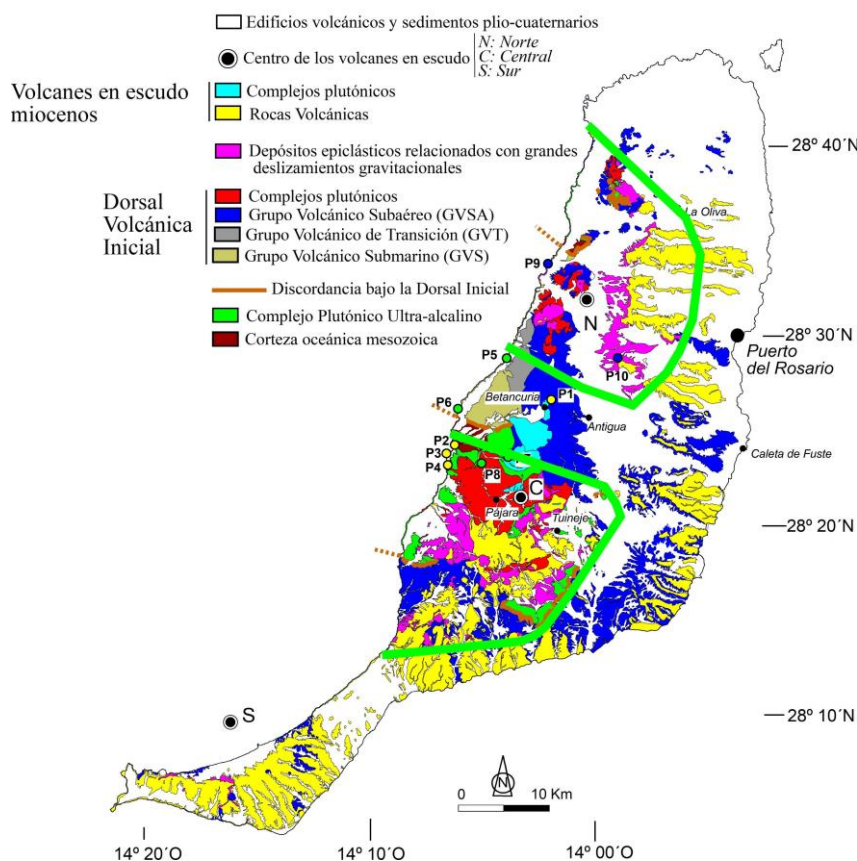 Edificios volcánicos y sedimentos plio-cuaternarios
Centro de los volcanes en escudo
N: Norte
C: Central
S: Sur
Volcanes en escudo
miocenos
Complejos plutónicos
Rocas Volcánicas
Depósitos epiclásticos relacionados con grandes
deslizamientos gravitacionales
Dorsal
Volcánica
Inicial
Complejos plutónicos
Grupo Volcánico Subaéreo (GVSA)
Grupo Volcánico de Transición (GVT)
Grupo Volcánico Submarino (GVS)
Discordancia bajo la Dorsal Inicial
Complejo Plutónico Ultra-alcalino
Corteza oceánica mesozoica
28º 40´N
La Oliva
P9
N
28º 30´N
Puerto
del Rosario
P5
P10
P6
Betancuria
P1
Antigua
P2
P3
P4
P8
Caleta de Fuste
C
Pájara
Tuineje
28º 20´N
S
28º 10´N
N
0 10 Km
14º 20´O
14º 10´O
14º 00´O